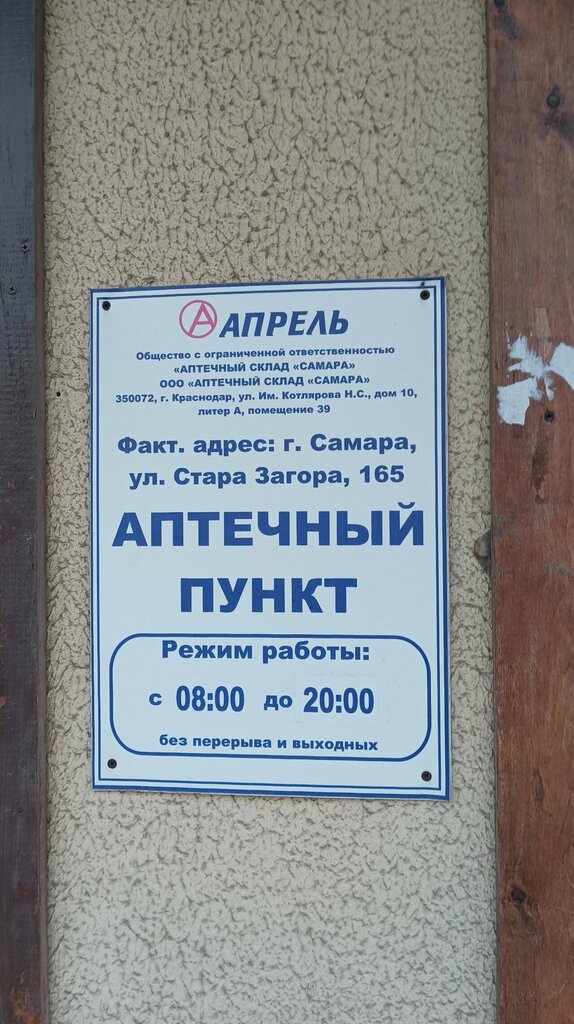 АПРЕЛЬ
Общество с ограниченной ответственностью
«АПТЕЧНЫЙ СКЛАД «САМАРА»
ООО «АПТЕЧНЫЙ СКЛАД «САМАРА»
350072, г. Краснодар, ул. Им. Котлярова Н.С., дом 10,
литер А, помещение 39
Факт. адрес: г. Самара,
ул. Стара Загора, 165
АПТЕЧНЫЙ
ПУНКТ
Режим работы:
с 08:00 до 20:00
без перерыва и выходных